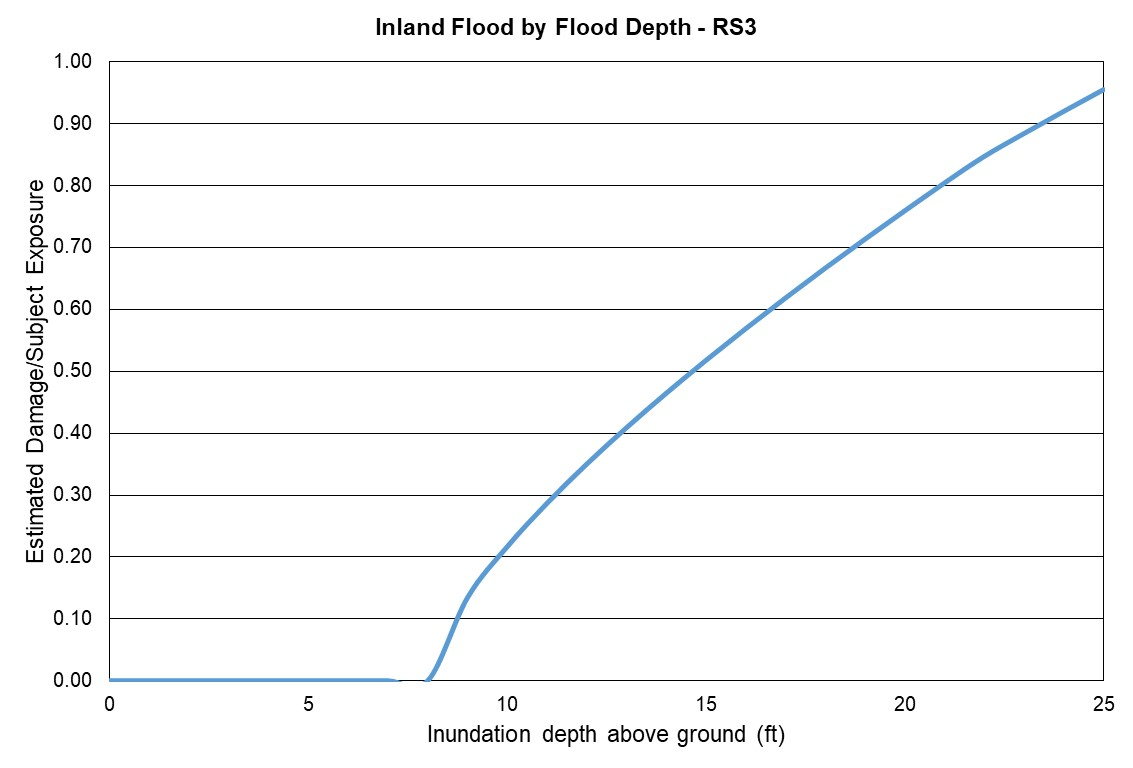 Inland Flood by Flood Depth - RS3
Estimated Damage/Subject Exposure
1.00
0.90
0.80
0.70
0.60
0.50
0.40
0.30
0.20
0.10
0.00
0 5 10 15 20 25
Inundation depth above ground (ft)